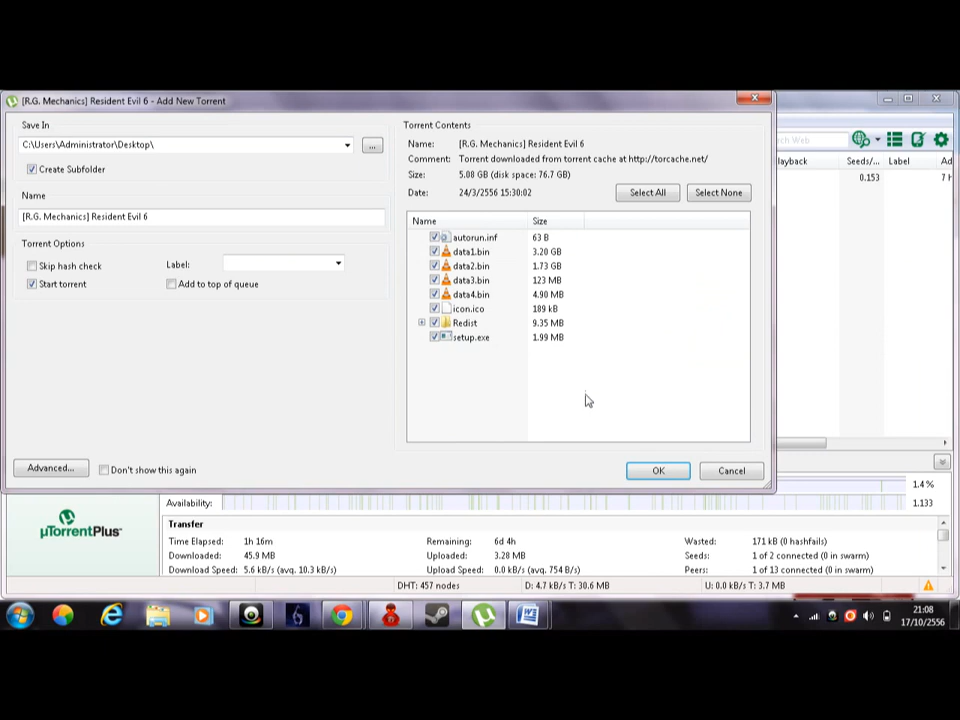 [R.G. Mechanics] Resident Evil 6 - Add New Torrent
Save In
C:\Users\Administrator\Desktop\
...
Create Subfolder
Name
[R.G. Mechanics] Resident Evil 6
Torrent Options
Skip hash check
Label:
Start torrent
Add to top of queue
Torrent Contents
Name: [R.G. Mechanics] Resident Evil 6
Comment: Torrent downloaded from torrent cache at http://torcache.net/
Size: 5.08 GB (disk space: 76.7 GB)
Date: 24/3/2556 15:30:02
Select All
Select None
Name Size
autorun.inf 63 B
data1.bin 3.20 GB
data2.bin 1.73 GB
data3.bin 123 MB
data4.bin 4.90 MB
icon.ico 189 kB
Redist 9.35 MB
setup.exe 1.99 MB
Advanced...
Don't show this again
OK
Cancel
rch Web
layback Seeds/... Label Ad
0.153 7 h
1.4 %
Availability: 1.133
µTorrentPlus
Transfer
Time Elapsed: 1h 16m Remaining: 6d 4h Wasted: 171 kB (0 hashfails)
Downloaded: 45.9 MB Uploaded: 3.28 MB Seeds: 1 of 2 connected (0 in swarm)
Download Speed: 5.6 kB/s (avg. 10.3 kB/s) Upload Speed: 0.0 kB/s (avg. 754 B/s) Peers: 1 of 13 connected (0 in swarm)
DHT: 457 nodes D: 4.7 kB/s T: 30.6 MB U: 0.0 kB/s T: 3.7 MB
21:08
17/10/2556